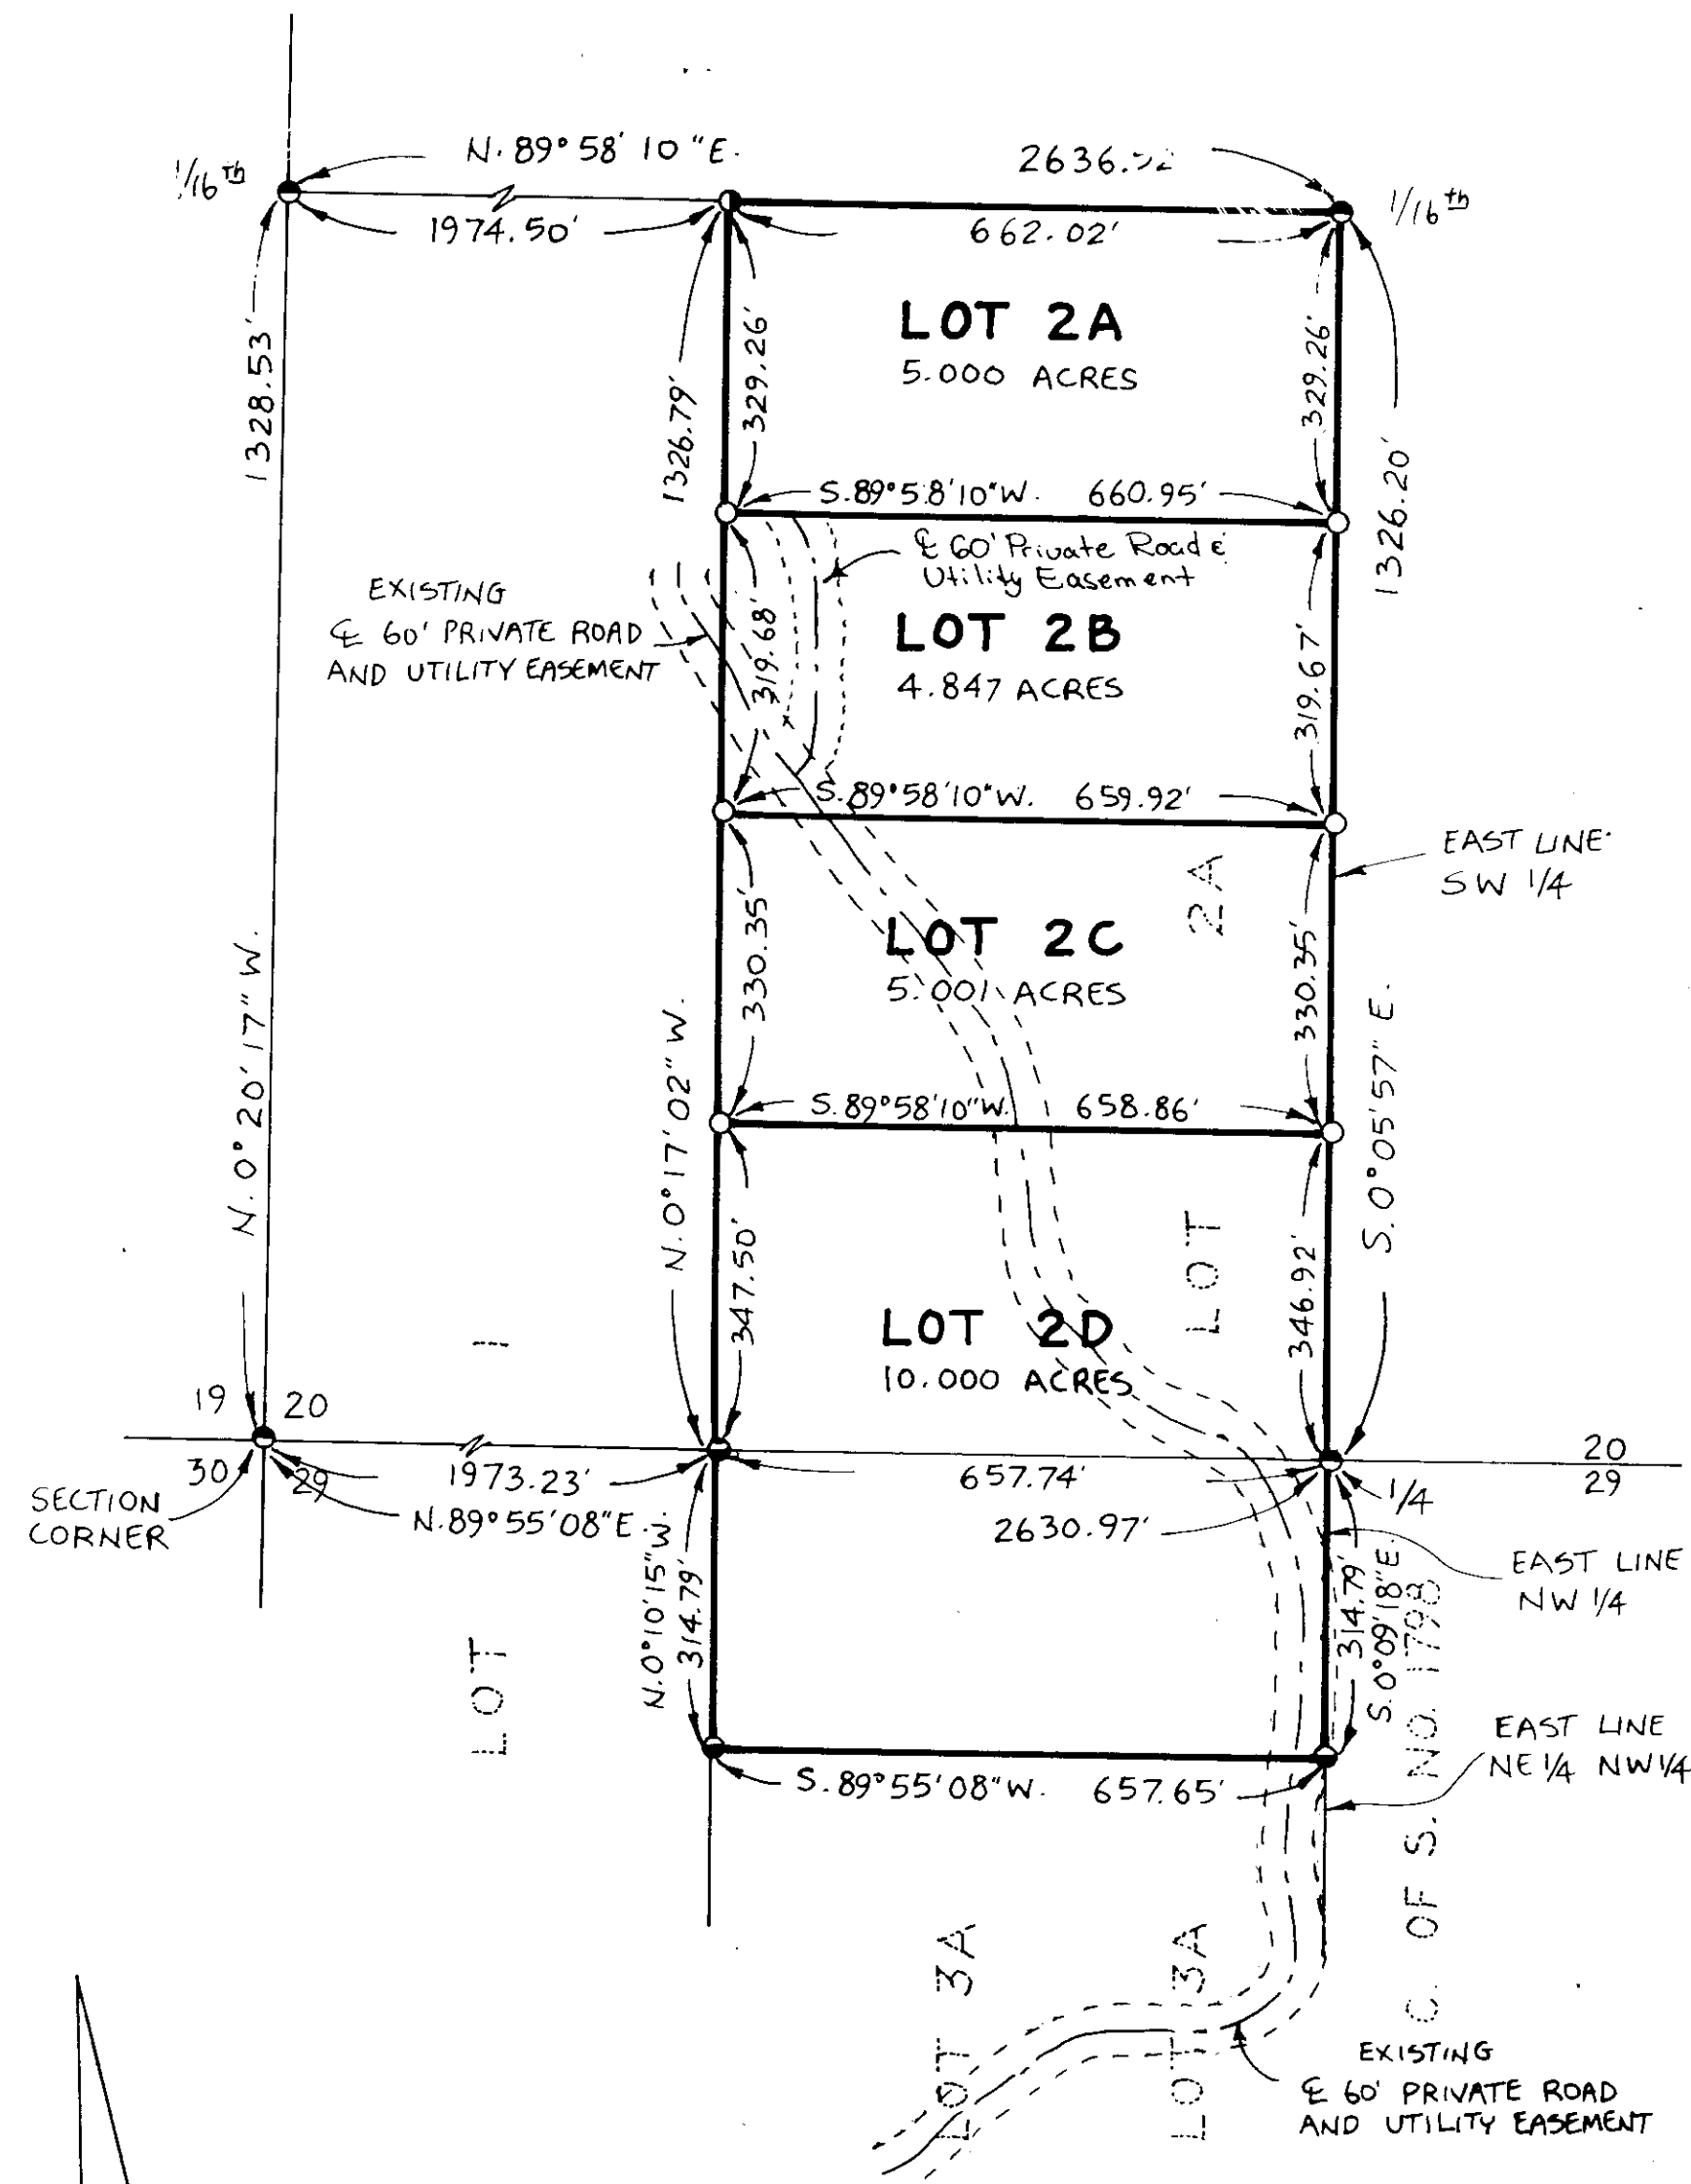 N. 89° 58' 10 "E.
1/16 th
1974.50'
662.02'
1/16 th
1328.53'
1326.79'
329.26'
LOT 2A
5.000 ACRES
329.26'
1326.20'
S. 89°58'10"W. 660.95'
℄ 60' Private Road &
Utility Easement
EXISTING
℄ 60' PRIVATE ROAD
AND UTILITY EASEMENT
319.68'
LOT 2B
4.847 ACRES
319.67'
S. 89°58'10"W. 659.92'
EAST LINE
SW 1/4
2A
LOT
330.35'
LOT 2C
5.001 ACRES
330.35'
N. 0° 20' 17" W.
N. 0° 17' 02" W.
S. 0° 05' 57" E.
S. 89°58'10"W. 658.86'
347.50'
LOT 2D
10.000 ACRES
346.92'
LOT 1
19 20
30 29
SECTION
CORNER
1973.23'
N. 89° 55' 08" E.
657.74'
2630.97'
1/4
20
29
EAST LINE
NW 1/4
N. 0° 10' 15" W.
314.79'
314.79'
S. 0° 09' 18" E.
C. OF S. NO. 1798
EAST LINE
NE 1/4 NW 1/4
S. 89° 55' 08" W. 657.65'
LOT 3A
LOT 3A
EXISTING
℄ 60' PRIVATE ROAD
AND UTILITY EASEMENT